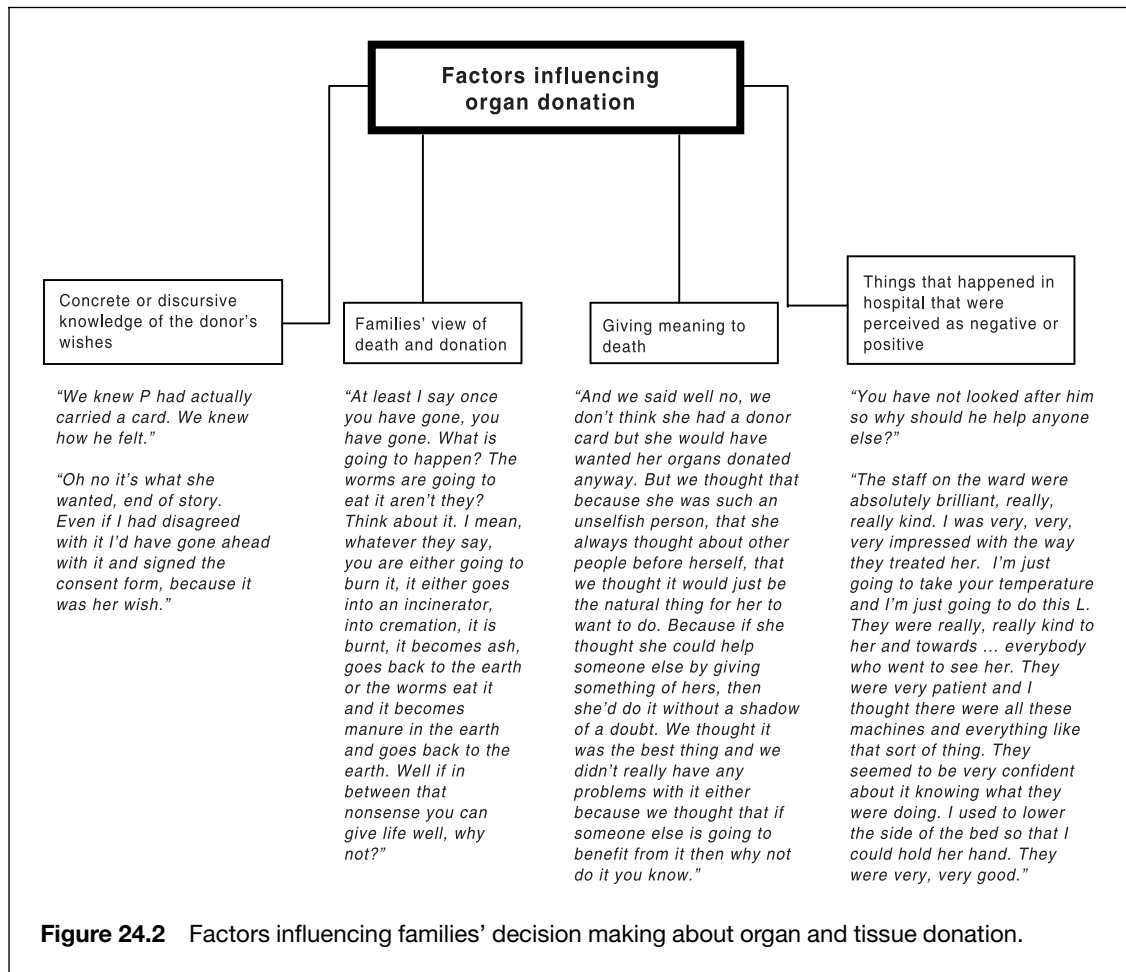 Factors influencing
organ donation
Concrete or discursive
knowledge of the donor's
wishes
"We knew P had actually
carried a card. We knew
how he felt."
"Oh no it's what she
wanted, end of story.
Even if I had disagreed
with it I'd have gone ahead
with it and signed the
consent form, because it
was her wish."
Families' view of
death and donation
"At least I say once
you have gone, you
have gone. What is
going to happen? The
worms are going to
eat it aren't they?
Think about it. I mean,
whatever they say,
you are either going to
burn it, it either goes
into an incinerator,
into cremation, it is
burnt, it becomes ash,
goes back to the earth
or the worms eat it
and it becomes
manure in the earth
and goes back to the
earth. Well if in
between that
nonsense you can
give life well, why
not?"
Giving meaning to
death
"And we said well no, we
don't think she had a donor
card but she would have
wanted her organs donated
anyway. But we thought that
because she was such an
unselfish person, that she
always thought about other
people before herself, that
we thought it would just be
the natural thing for her to
want to do. Because if she
thought she could help
someone else by giving
something of hers, then
she'd do it without a shadow
of a doubt. We thought it
was the best thing and we
didn't really have any
problems with it either
because we thought that if
someone else is going to
benefit from it then why not
do it you know."
Things that happened in
hospital that were
perceived as negative or
positive
"You have not looked after him
so why should he help anyone
else?"
"The staff on the ward were
absolutely brilliant, really,
really kind. I was very, very,
very impressed with the way
they treated her.  I'm just
going to take your temperature
and I'm just going to do this L.
They were really, really kind to
her and towards ... everybody
who went to see her. They
were very patient and I
thought there were all these
machines and everything like
that sort of thing. They
seemed to be very confident
about it knowing what they
were doing. I used to lower
the side of the bed so that I
could hold her hand. They
were very, very good."
Figure 24.2 Factors influencing families' decision making about organ and tissue donation.